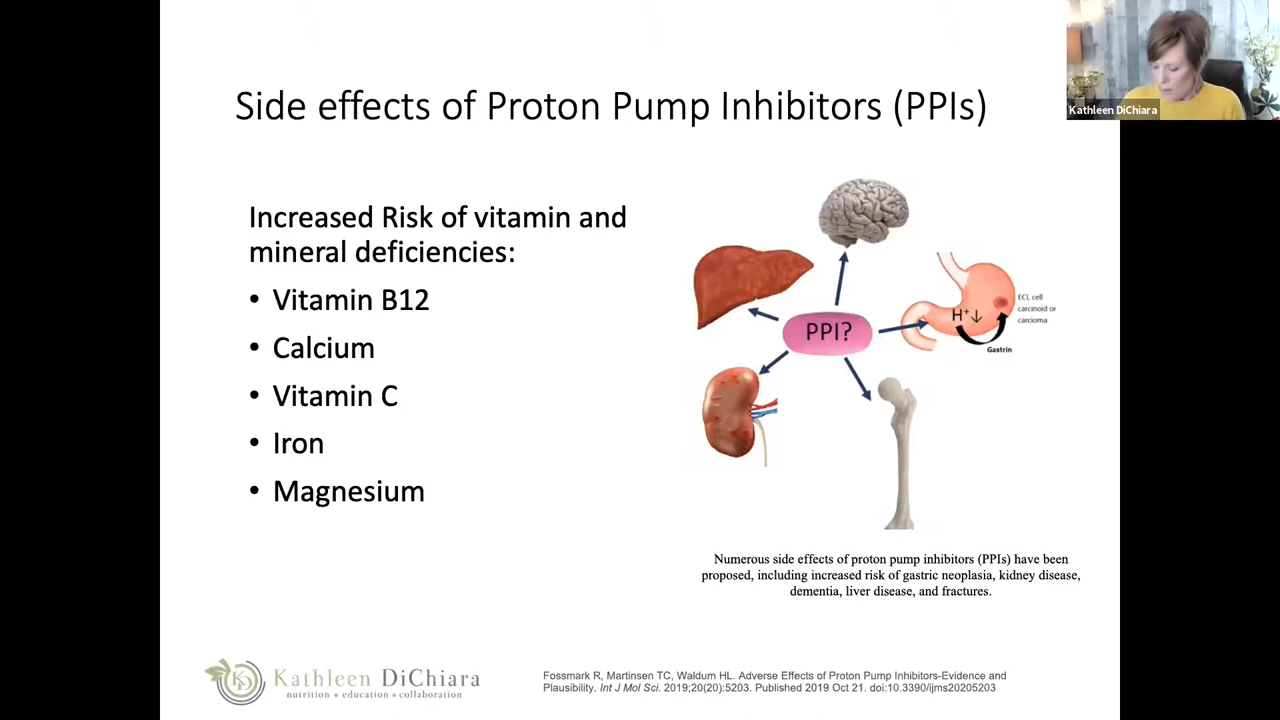 Kathleen DiChiara
Side effects of Proton Pump Inhibitors (PPIs)
Increased Risk of vitamin and
mineral deficiencies:
• Vitamin B12
• Calcium
• Vitamin C
• Iron
• Magnesium
PPI?
H⁺↓
ECL cell
carcinoid or
carcioma
Gastrin
Numerous side effects of proton pump inhibitors (PPIs) have been
proposed, including increased risk of gastric neoplasia, kidney disease,
dementia, liver disease, and fractures.
Kathleen DiChiara
nutrition • education • collaboration
Fossmark R, Martinsen TC, Waldum HL. Adverse Effects of Proton Pump Inhibitors-Evidence and
Plausibility. Int J Mol Sci. 2019;20(20):5203. Published 2019 Oct 21. doi:10.3390/ijms20205203